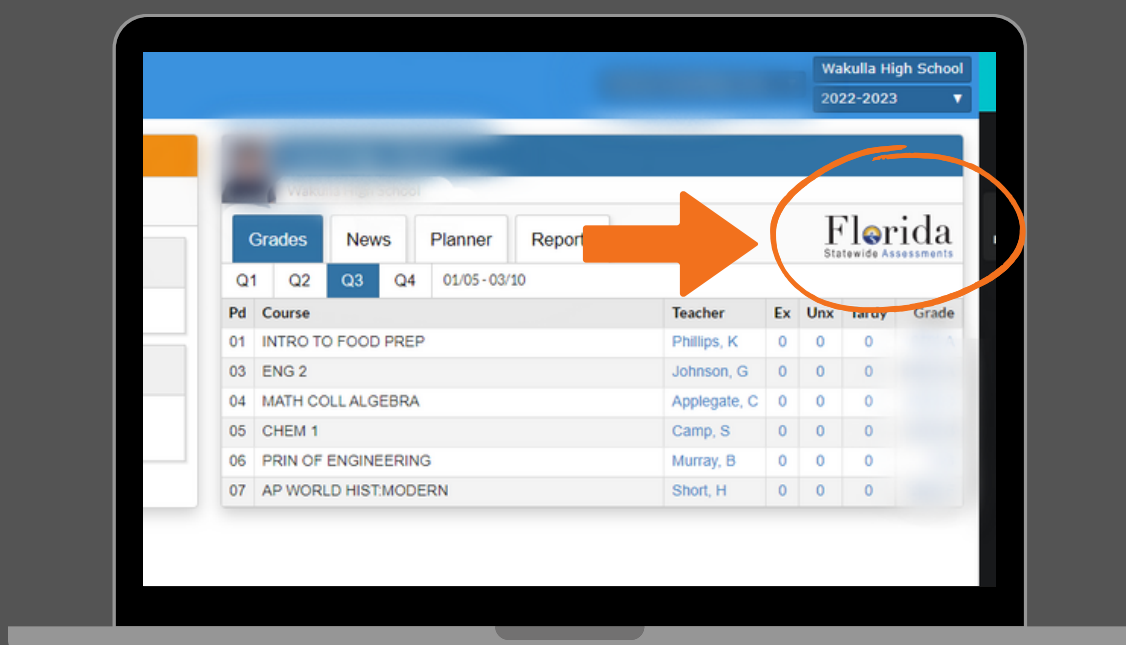 Wakulla High School
2022-2023 ▼
Wakulla High School
Florida
Statewide Assessments
Grades News Planner Report
Q1 Q2 Q3 Q4 01/05 - 03/10
Pd Course Teacher Ex Unx Tardy Grade
01 INTRO TO FOOD PREP Phillips, K 0 0 0
03 ENG 2 Johnson, G 0 0 0
04 MATH COLL ALGEBRA Applegate, C 0 0 0
05 CHEM 1 Camp, S 0 0 0
06 PRIN OF ENGINEERING Murray, B 0 0 0
07 AP WORLD HIST:MODERN Short, H 0 0 0